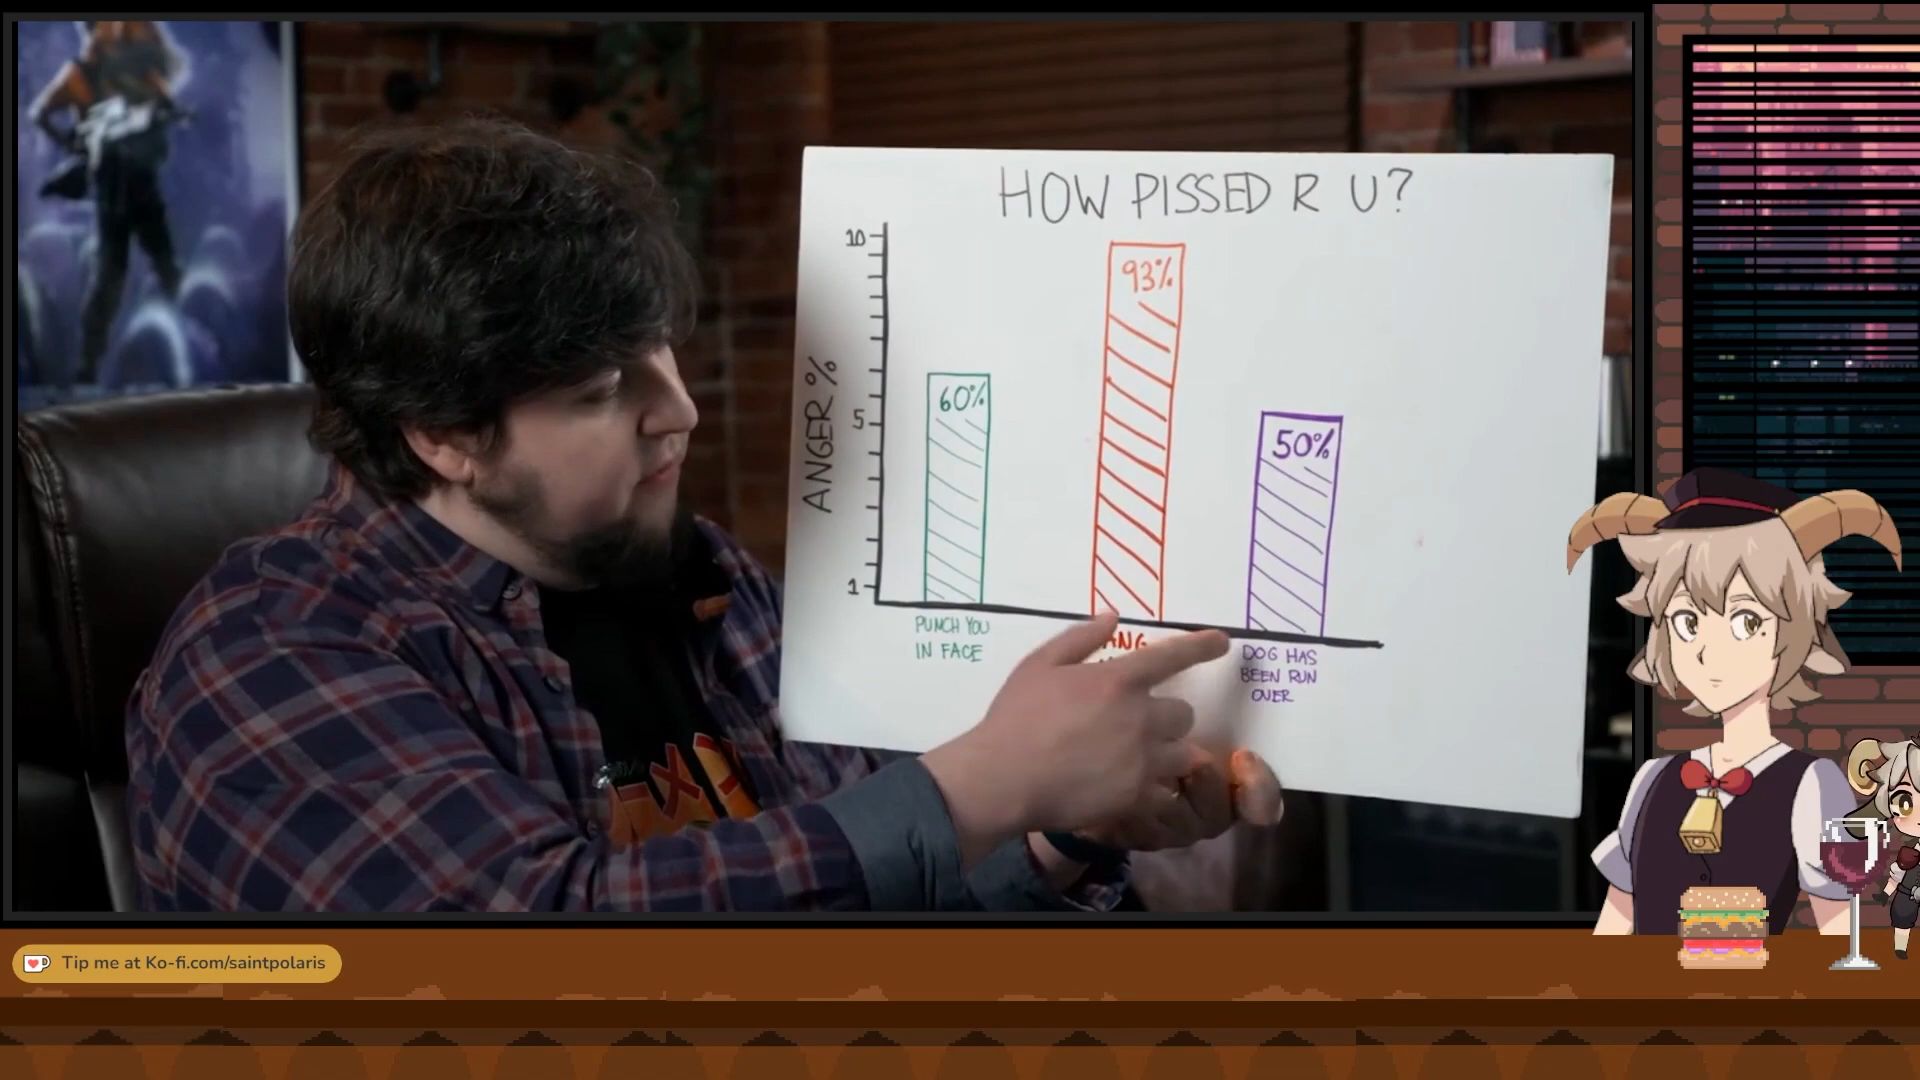 HOW PISSED R U?
10
5
1
ANGER %
60%
93%
50%
PUNCH YOU
IN FACE
DOG HAS
BEEN RUN
OVER
Tip me at Ko-fi.com/saintpolaris